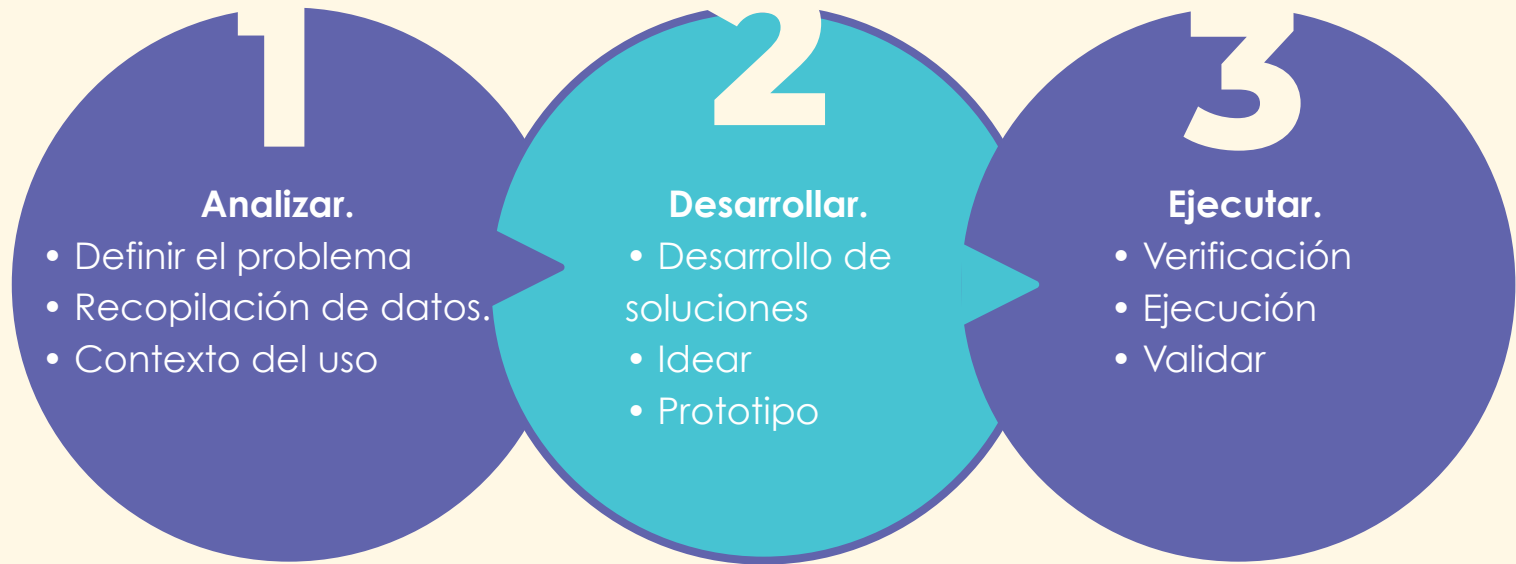 1
Analizar.
• Definir el problema
• Recopilación de datos.
• Contexto del uso
2
Desarrollar.
• Desarrollo de
soluciones
• Idear
• Prototipo
3
Ejecutar.
• Verificación
• Ejecución
• Validar